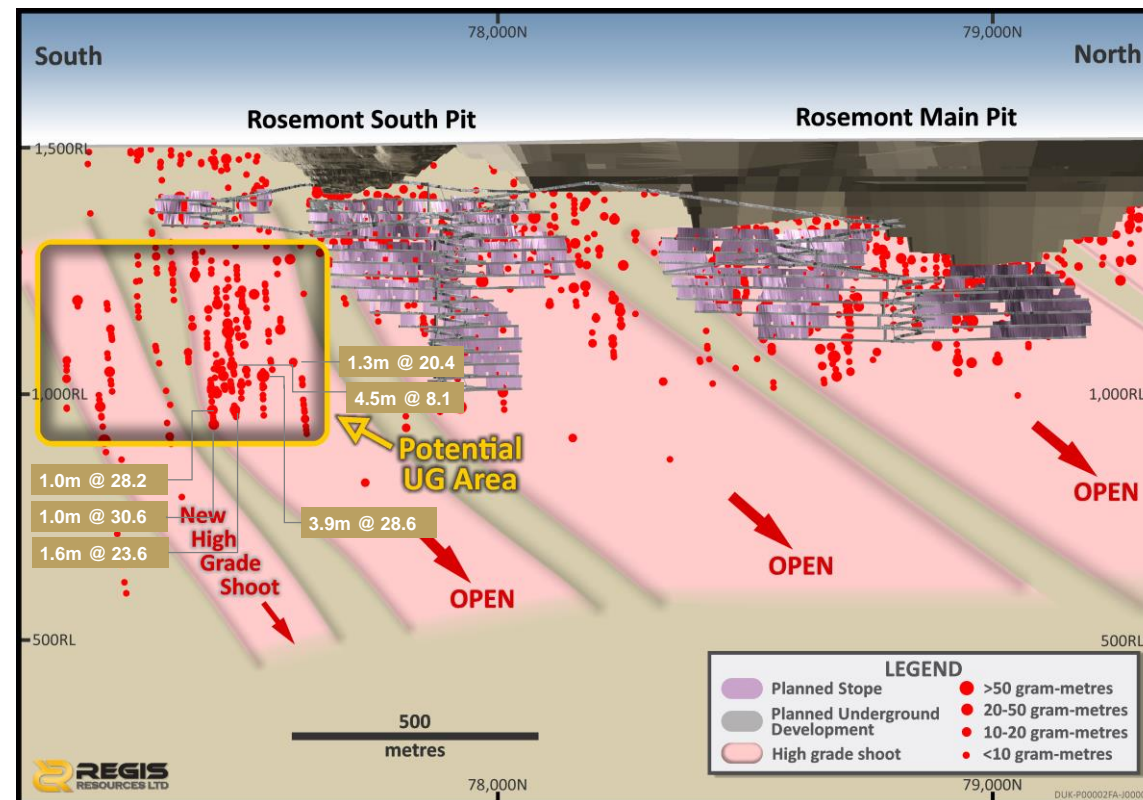 78,000N
79,000N
South
North
Rosemont South Pit
Rosemont Main Pit
1,500RL
1.3m @ 20.4
4.5m @ 8.1
1,000RL
1,000RL
Potential
UG Area
1.0m @ 28.2
1.0m @ 30.6
1.6m @ 23.6
3.9m @ 28.6
New
High
Grade
Shoot
OPEN
OPEN
OPEN
500RL
500RL
LEGEND
Planned Stope
Planned Underground
Development
High grade shoot
>50 gram-metres
20-50 gram-metres
10-20 gram-metres
<10 gram-metres
500
metres
REGIS
RESOURCES LTD
78,000N
79,000N